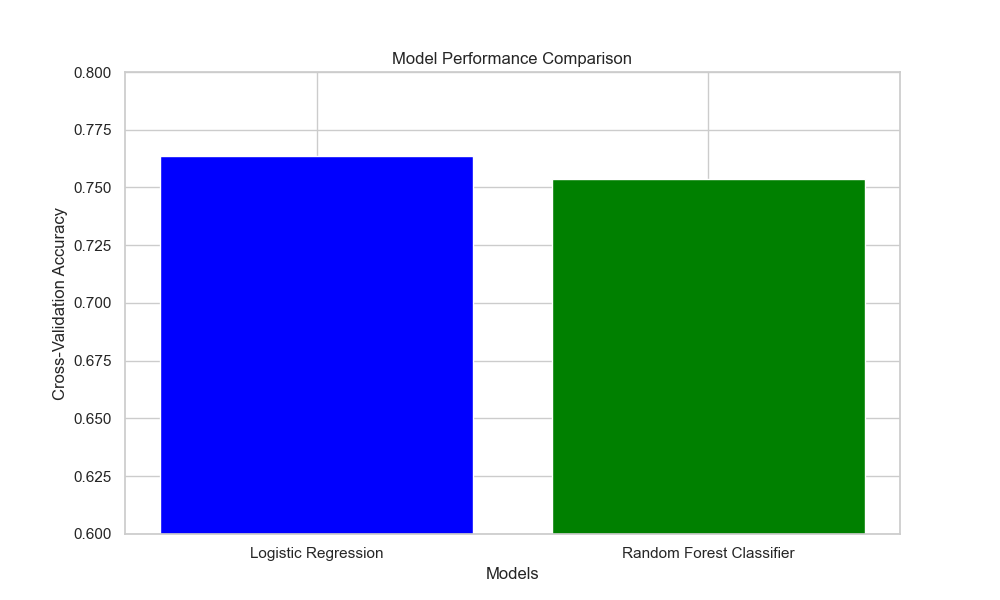 Model Performance Comparison
Cross-Validation Accuracy
0.800
0.775
0.750
0.725
0.700
0.675
0.650
0.625
0.600
Logistic Regression
Random Forest Classifier
Models